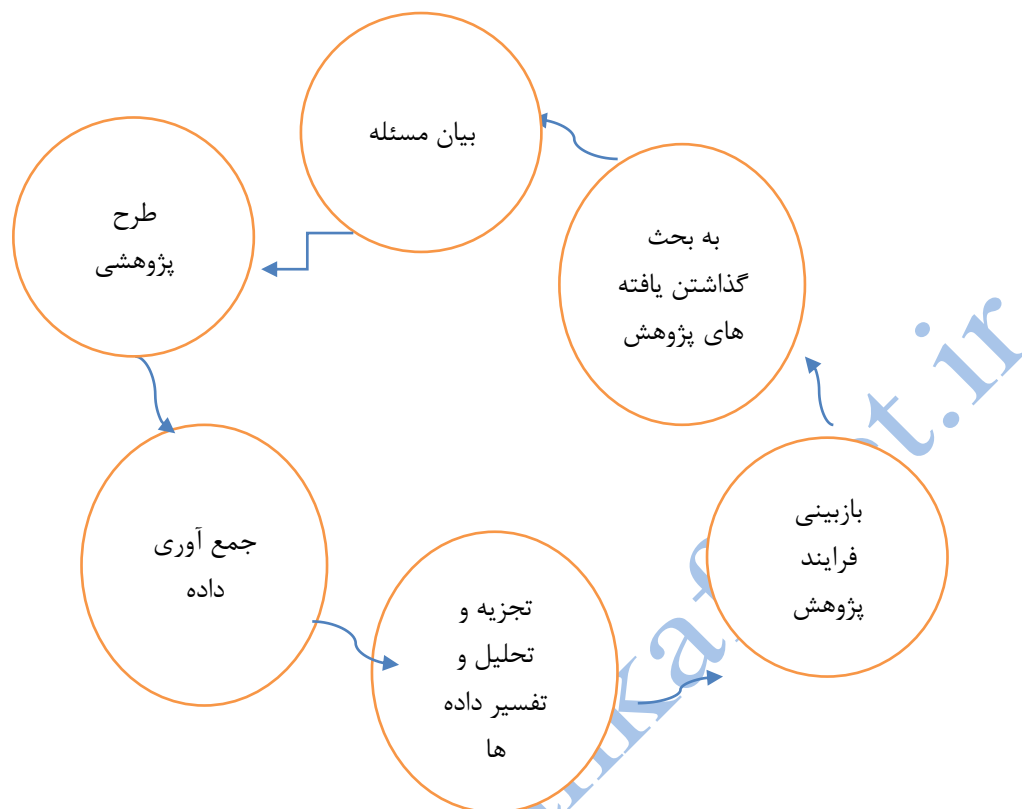 بیان مسئله
طرح
پژوهشی
جمع آوری
داده
تجزیه و
تحلیل و
تفسیر داده
ها
بازبینی
فرایند
پژوهش
به بحث
گذاشتن یافته
های پژوهش